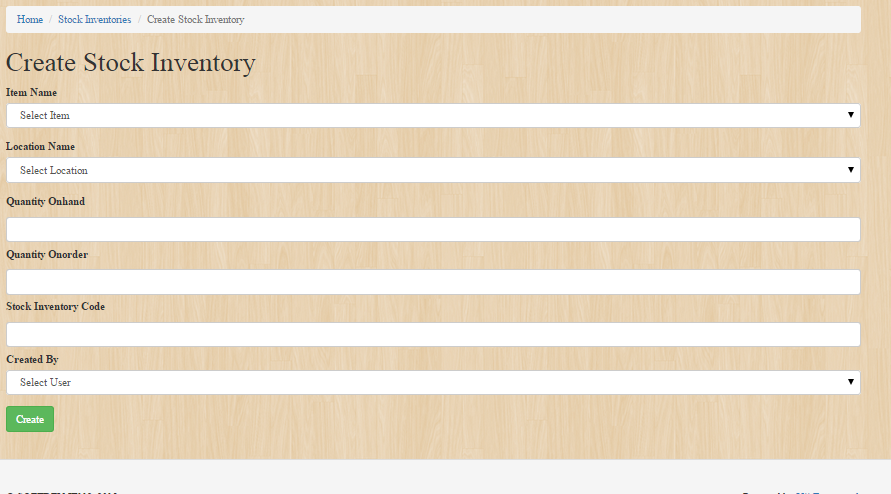 Home / Stock Inventories / Create Stock Inventory
Create Stock Inventory
Item Name
Select Item
Location Name
Select Location
Quantity Onhand
Quantity Onorder
Stock Inventory Code
Created By
Select User
Create